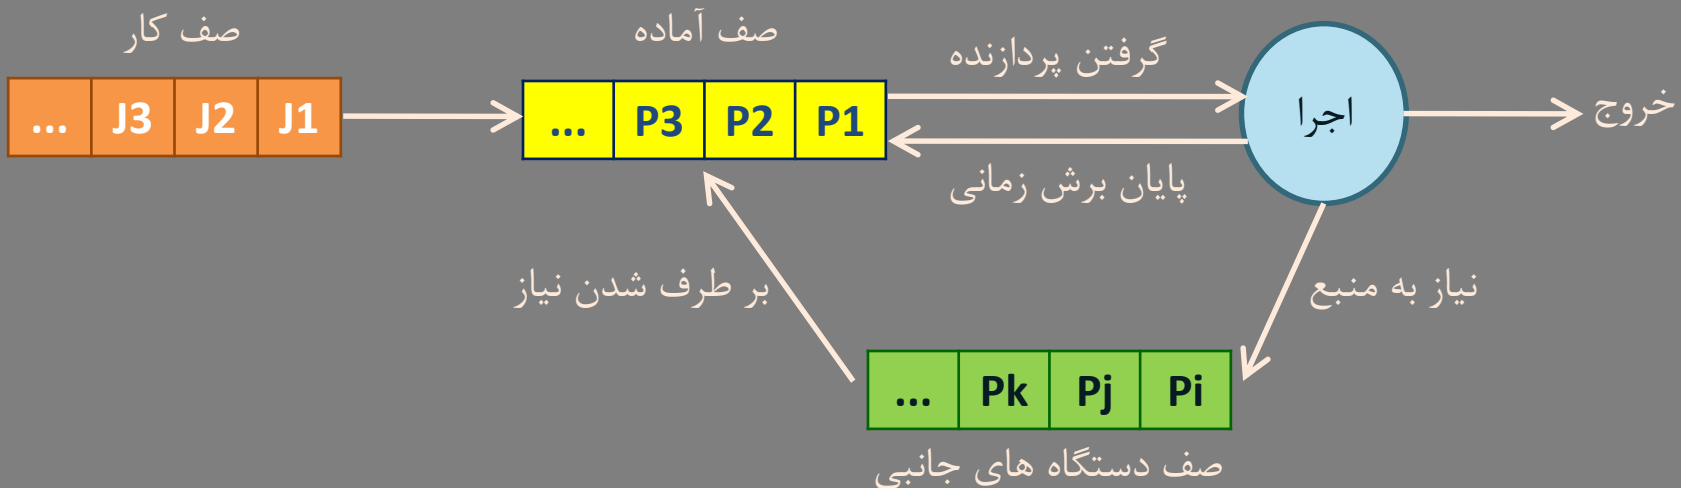 صف کار
صف آماده
گرفتن پردازنده
... J3 J2 J1
... P3 P2 P1
اجرا
خروج
پایان برش زمانی
بر طرف شدن نیاز
نیاز به منبع
... Pk Pj Pi
صف دستگاه های جانبی